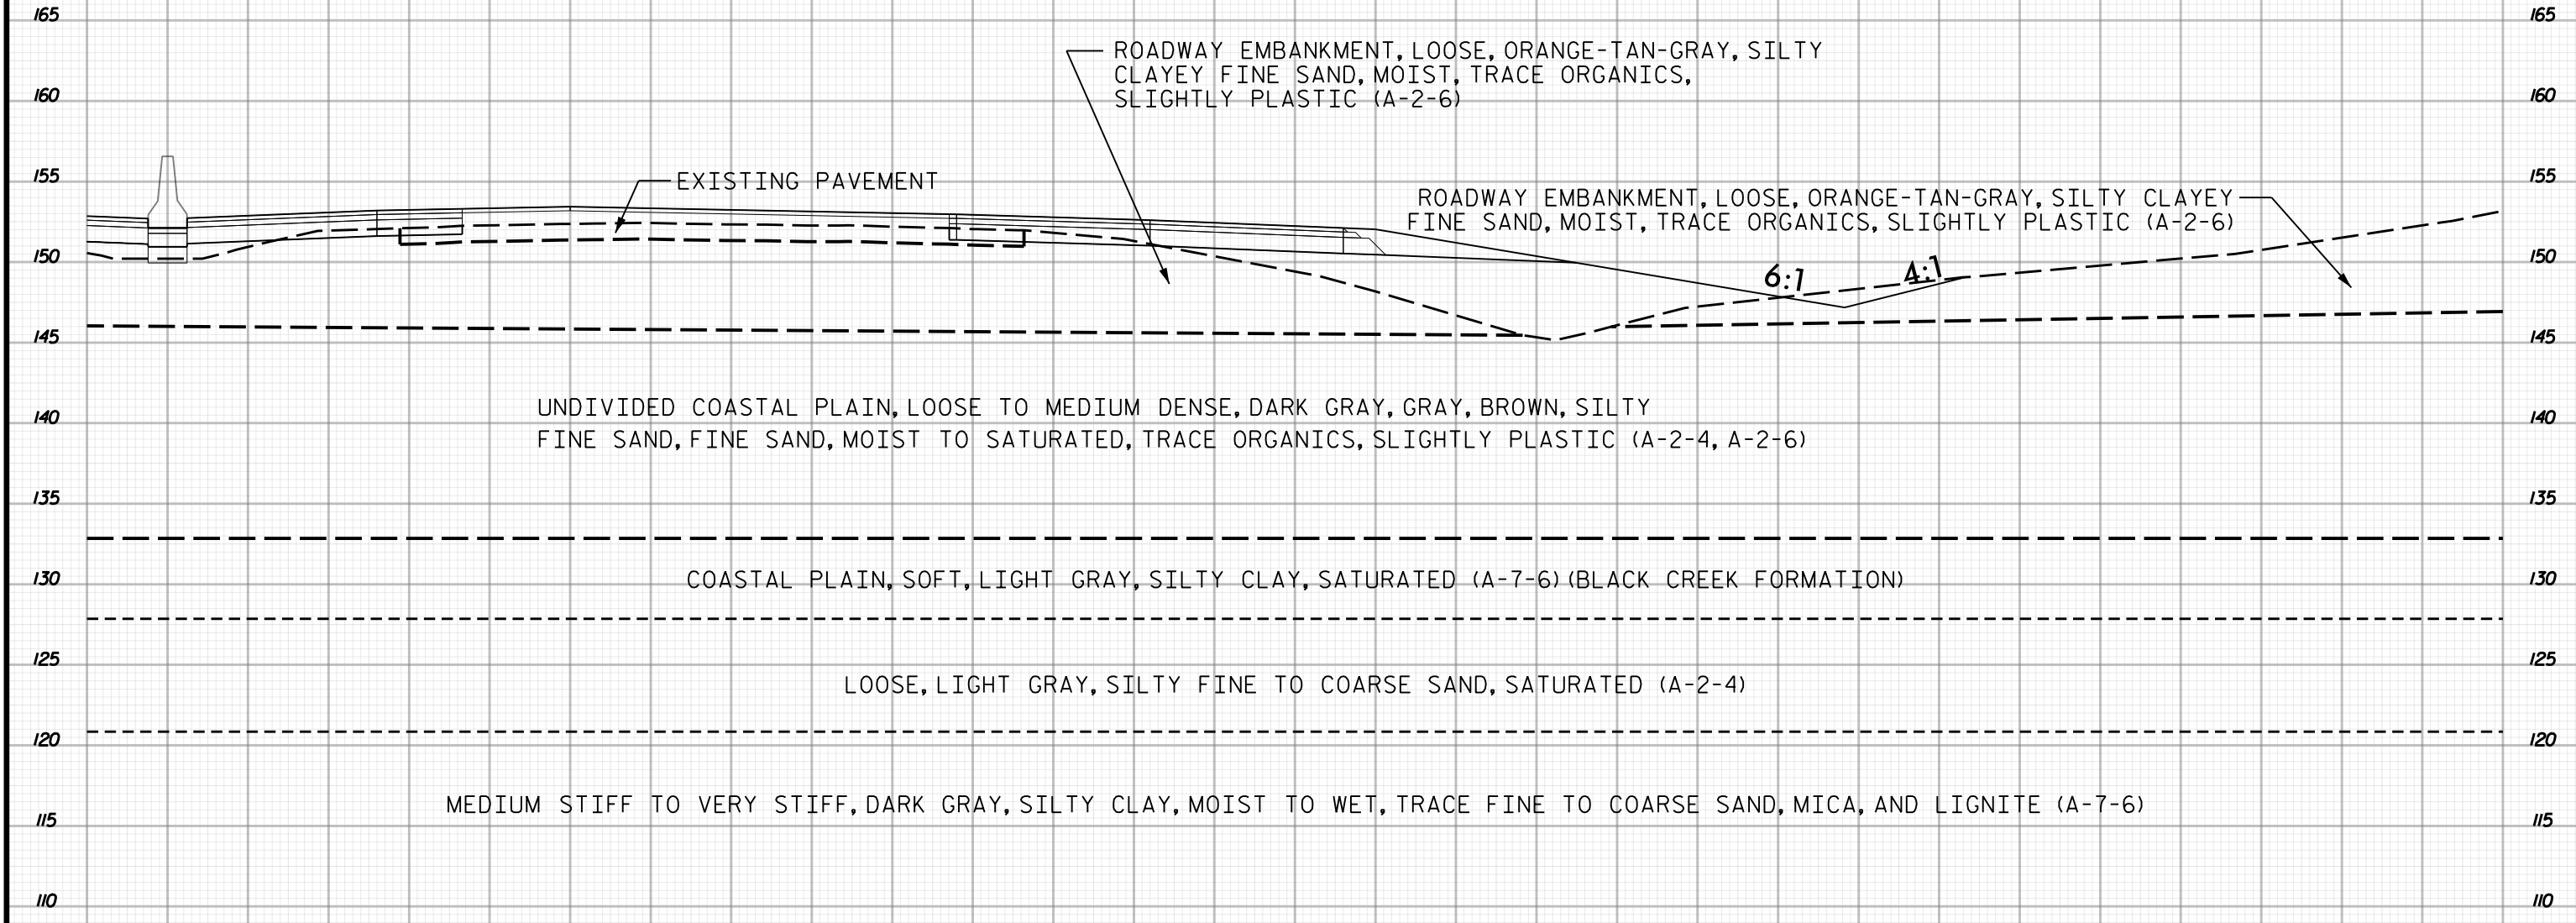 165 165
ROADWAY EMBANKMENT, LOOSE, ORANGE-TAN-GRAY, SILTY
CLAYEY FINE SAND, MOIST, TRACE ORGANICS,
SLIGHTLY PLASTIC (A-2-6)
160 160
155 155
EXISTING PAVEMENT
ROADWAY EMBANKMENT, LOOSE, ORANGE-TAN-GRAY, SILTY CLAYEY
FINE SAND, MOIST, TRACE ORGANICS, SLIGHTLY PLASTIC (A-2-6)
150 150
6:1 4:1
145 145
UNDIVIDED COASTAL PLAIN, LOOSE TO MEDIUM DENSE, DARK GRAY, GRAY, BROWN, SILTY
140 140
FINE SAND, FINE SAND, MOIST TO SATURATED, TRACE ORGANICS, SLIGHTLY PLASTIC (A-2-4, A-2-6)
135 135
130 130
COASTAL PLAIN, SOFT, LIGHT GRAY, SILTY CLAY, SATURATED (A-7-6) (BLACK CREEK FORMATION)
125 125
LOOSE, LIGHT GRAY, SILTY FINE TO COARSE SAND, SATURATED (A-2-4)
120 120
MEDIUM STIFF TO VERY STIFF, DARK GRAY, SILTY CLAY, MOIST TO WET, TRACE FINE TO COARSE SAND, MICA, AND LIGNITE (A-7-6)
115 115
110 110